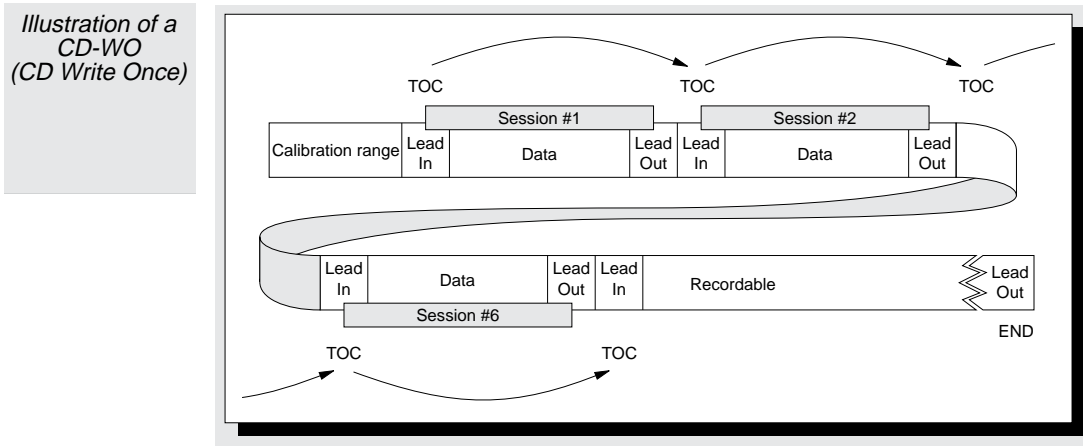 Illustration of a
CD-WO
(CD Write Once)
TOC TOC TOC
Session #1 Session #2
Calibration range Lead In Data Lead Out Lead In Data Lead Out
Lead In Data Lead Out Lead In Recordable Lead Out
Session #6
END
TOC TOC